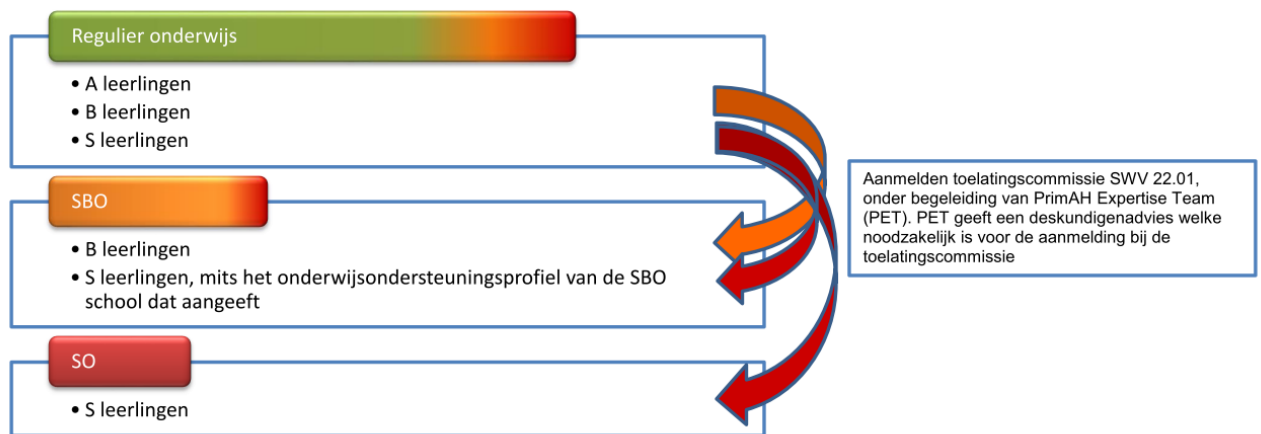 Regulier onderwijs
• A leerlingen
• B leerlingen
• S leerlingen
SBO
• B leerlingen
• S leerlingen, mits het onderwijsondersteuningsprofiel van de SBO
school dat aangeeft
SO
• S leerlingen
Aanmelden toelatingscommissie SWV 22.01,
onder begeleiding van PrimAH Expertise Team
(PET). PET geeft een deskundigenadvies welke
noodzakelijk is voor de aanmelding bij de
toelatingscommissie